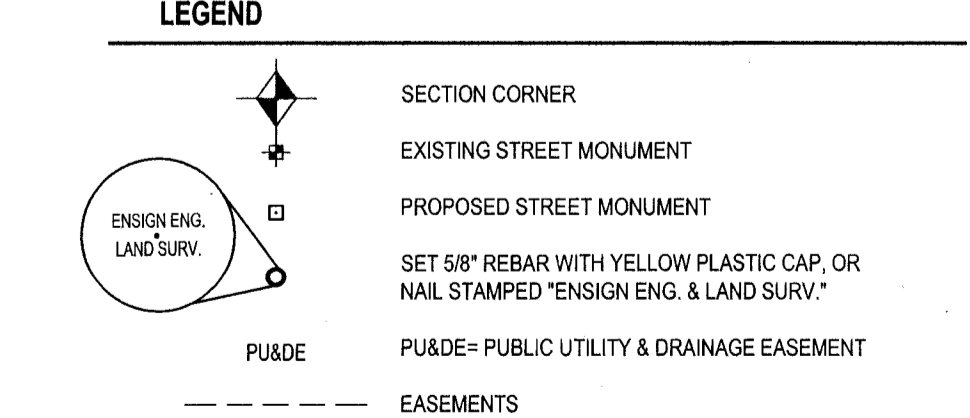 LEGEND
SECTION CORNER
EXISTING STREET MONUMENT
PROPOSED STREET MONUMENT
ENSIGN ENG.
LAND SURV.
SET 5/8" REBAR WITH YELLOW PLASTIC CAP, OR
NAIL STAMPED "ENSIGN ENG. & LAND SURV."
PU&DE PU&DE= PUBLIC UTILITY & DRAINAGE EASEMENT
EASEMENTS